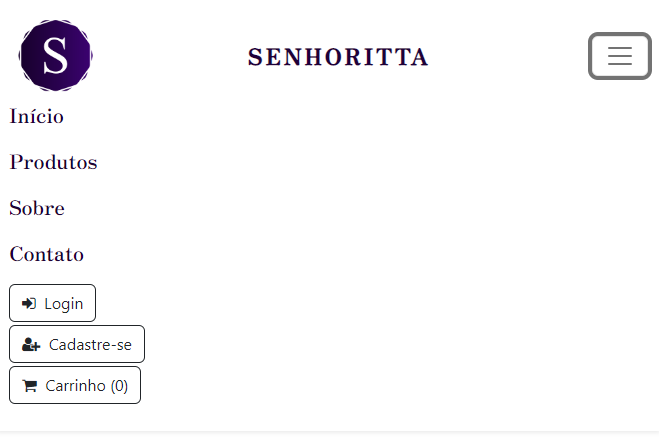 S
SENHORITTA
Início
Produtos
Sobre
Contato
Login
Cadastre-se
Carrinho (0)